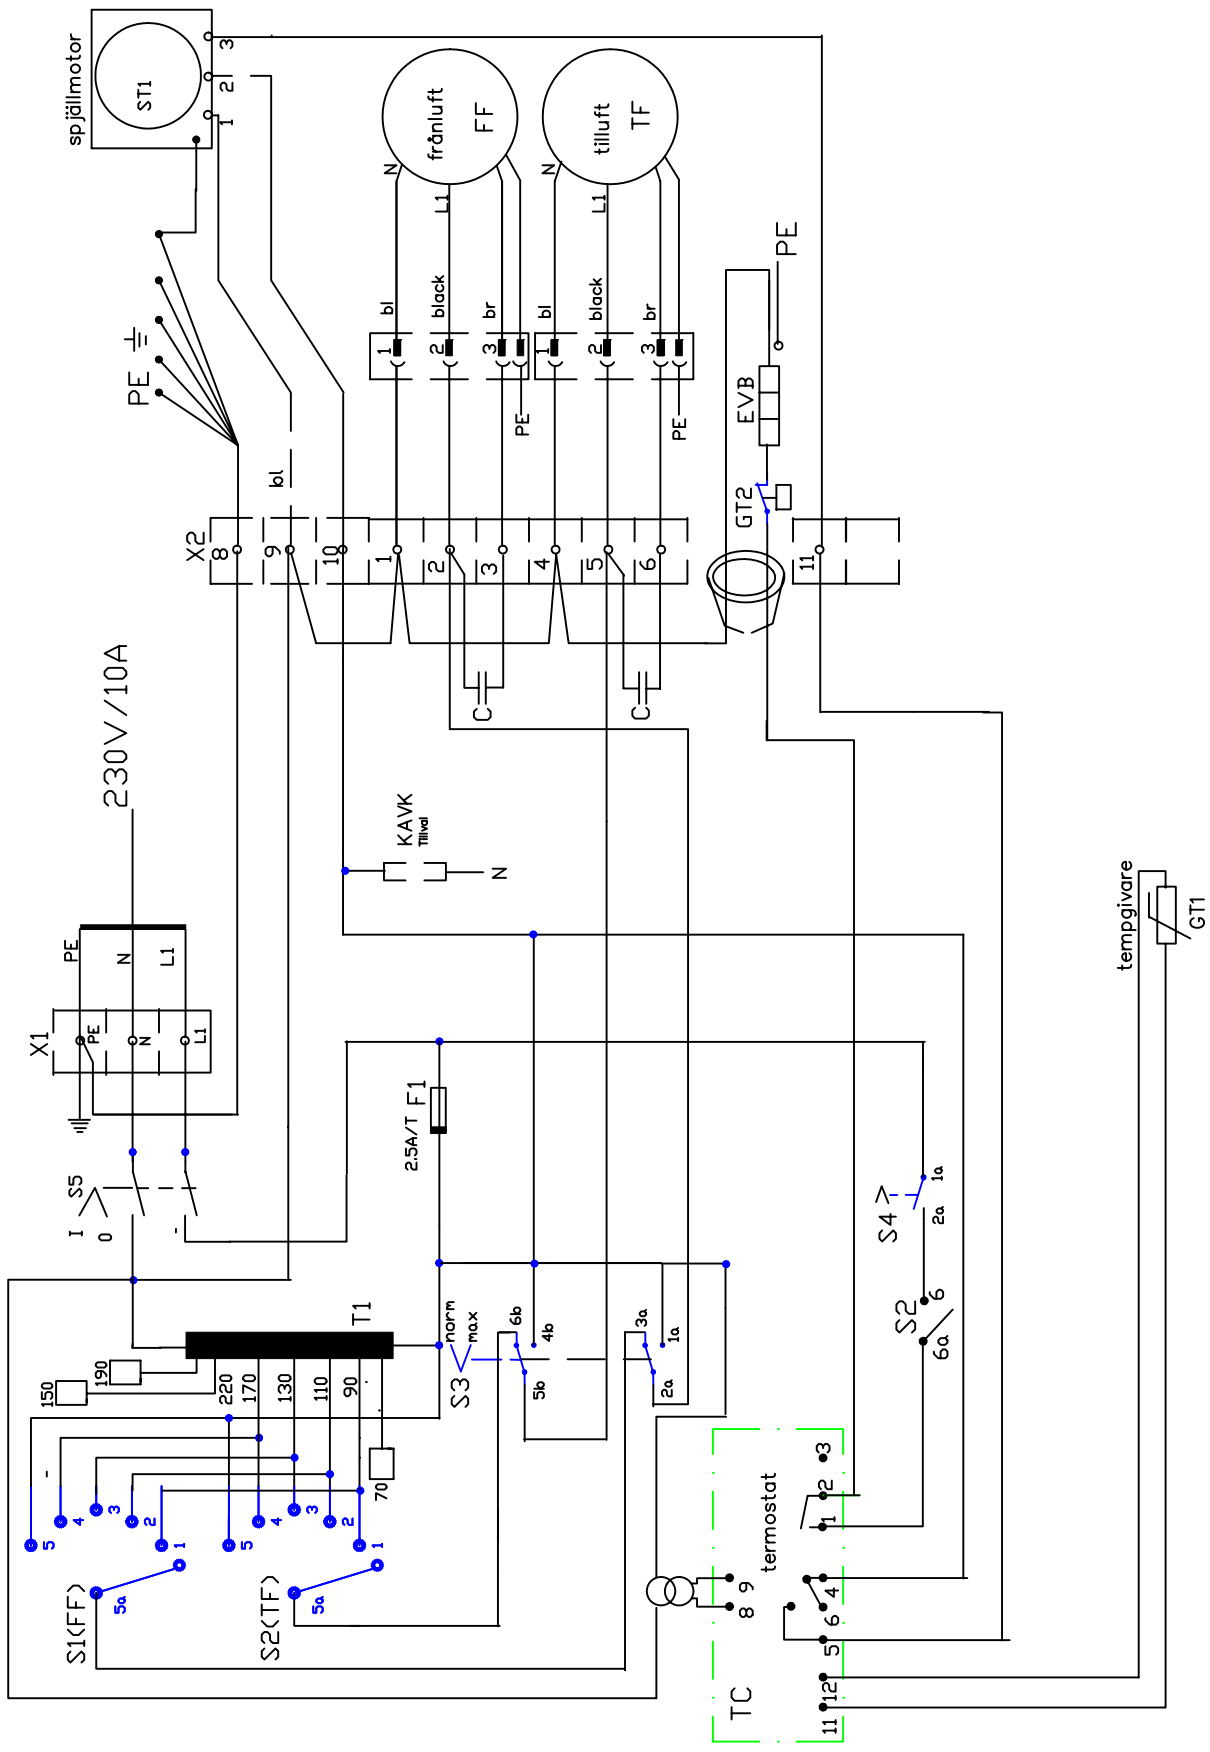 spjällmotor
ST1
1
2
3
PE
frånluft
FF
N
L1
bl
black
br
1
2
3
PE
tilluft
TF
N
L1
bl
black
br
1
2
3
PE
EVB
PE
GT2
X2
8
9
bl
10
1
2
3
4
5
6
11
C
C
230V/10A
KAVK
Tillval
N
X1
PE
N
L1
PE
N
L1
S5
I
0
2.5A/T F1
T1
150
190
220
170
130
110
90
70
S3
norm
max
6b
4b
5b
3a
1a
2a
S4
1a
2a
S2
6
6a
S1(FF)
5a
5
4
3
2
1
S2(TF)
5a
5
4
3
2
1
TC
termostat
8
9
11
12
5
6
4
1
2
3
tempgivare
GT1